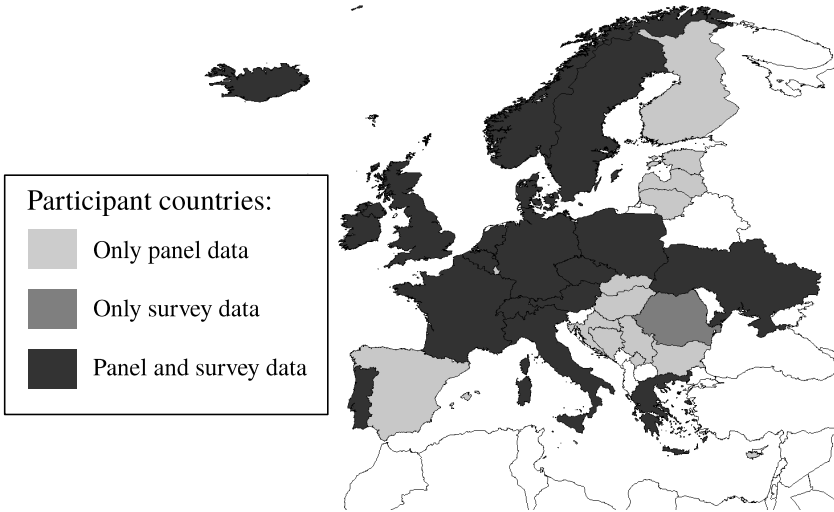 Participant countries:
Only panel data
Only survey data
Panel and survey data